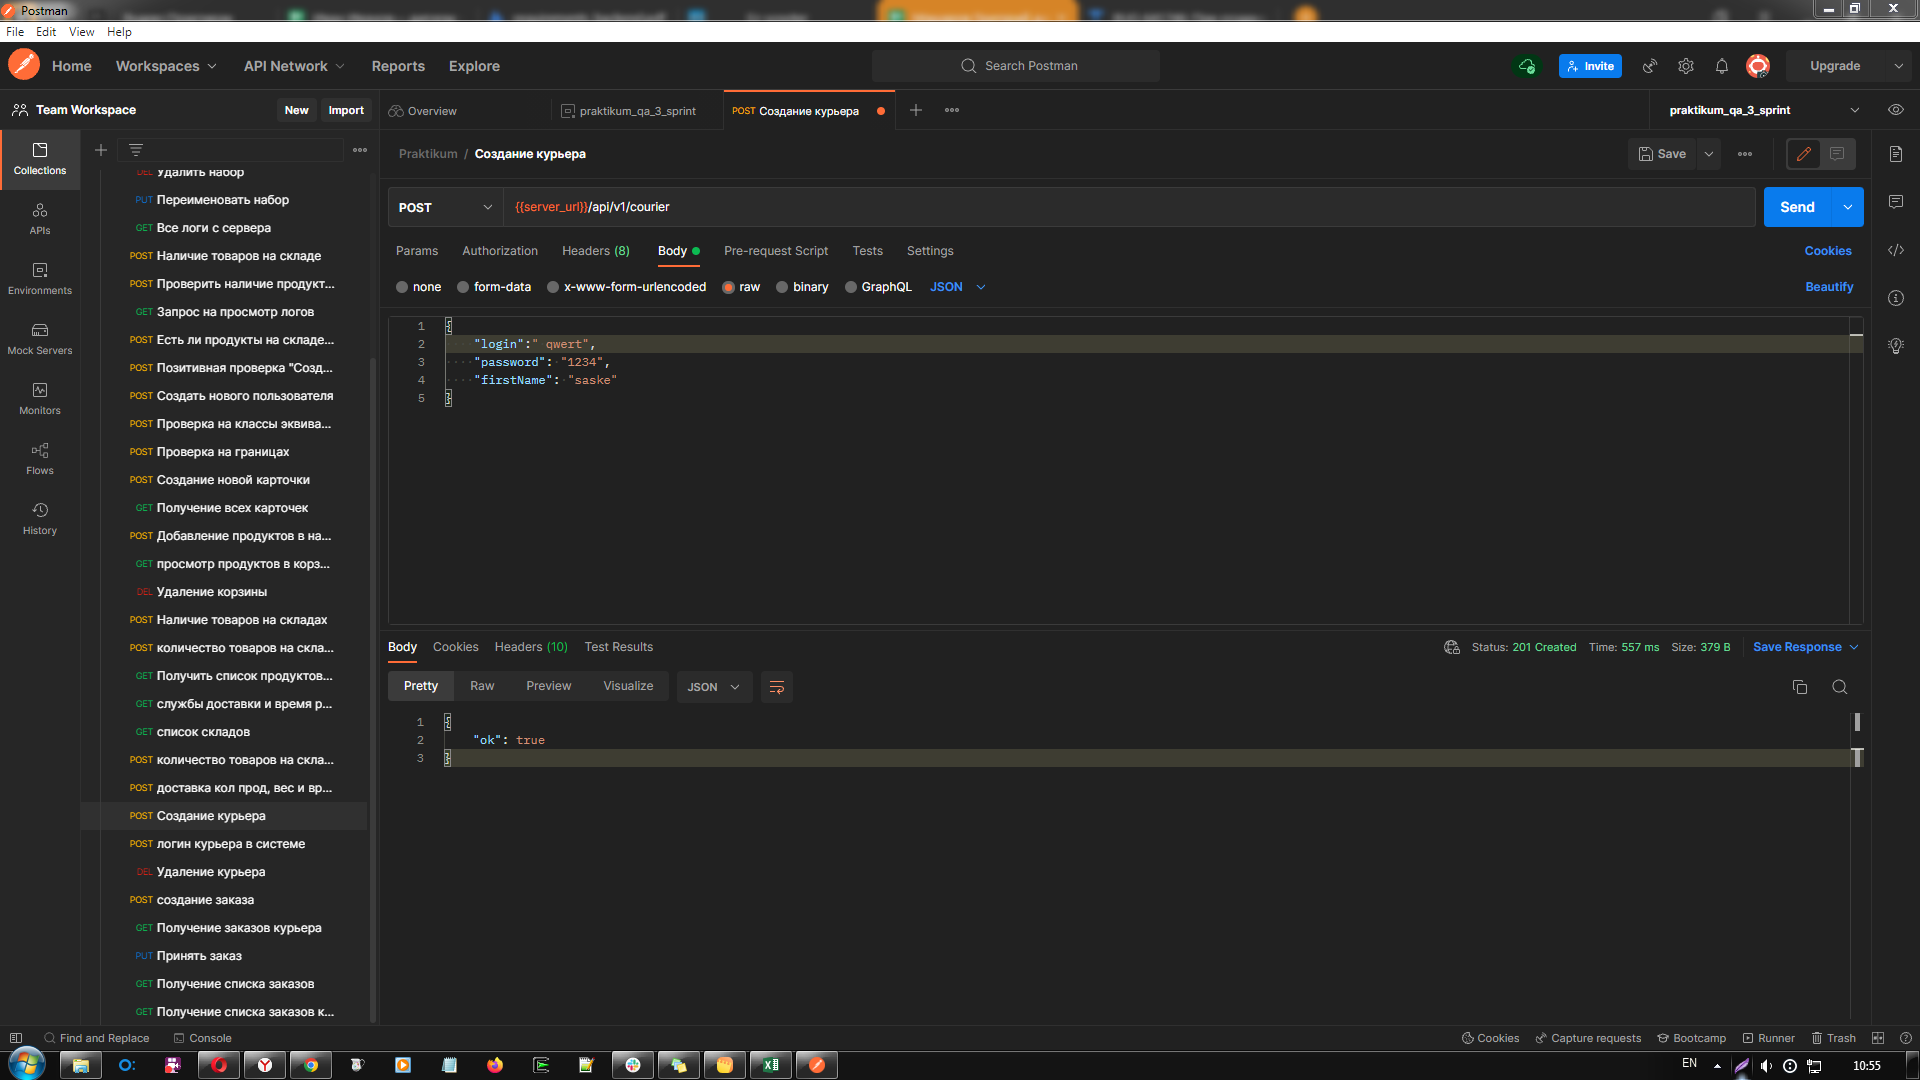 Postman
File Edit View Help
Home Workspaces API Network Reports Explore Search Postman Invite Upgrade
Team Workspace New Import Overview praktikum_qa_3_sprint POST Создание курьера praktikum_qa_3_sprint
Praktikum / Создание курьера Save
Collections
APIs
Environments
Mock Servers
Monitors
Flows
History
DEL Удалить набор
PUT Переименовать набор
GET Все логи с сервера
POST Наличие товаров на складе
POST Проверить наличие продукт...
GET Запрос на просмотр логов
POST Есть ли продукты на складе...
POST Позитивная проверка "Созд...
POST Создать нового пользователя
POST Проверка на классы эквива...
POST Проверка на границах
POST Создание новой карточки
GET Получение всех карточек
POST Добавление продуктов в на...
GET просмотр продуктов в корз...
DEL Удаление корзины
POST Наличие товаров на складах
POST количество товаров на скла...
GET Получить список продуктов...
GET службы доставки и время р...
GET список складов
POST количество товаров на скла...
POST доставка кол прод, вес и вр...
POST Создание курьера
POST логин курьера в системе
DEL Удаление курьера
POST создание заказа
GET Получение заказов курьера
PUT Принять заказ
GET Получение списка заказов
GET Получение списка заказов к...
POST {{server_url}}/api/v1/courier Send
Params Authorization Headers (8) Body Pre-request Script Tests Settings Cookies
none form-data x-www-form-urlencoded raw binary GraphQL JSON Beautify
1 {
2 "login":" qwert",
3 "password": "1234",
4 "firstName": "saske"
5 }
Body Cookies Headers (10) Test Results Status: 201 Created Time: 557 ms Size: 379 B Save Response
Pretty Raw Preview Visualize JSON
1 {
2 "ok": true
3 }
Find and Replace Console Cookies Capture requests Bootcamp Runner Trash
EN 10:55